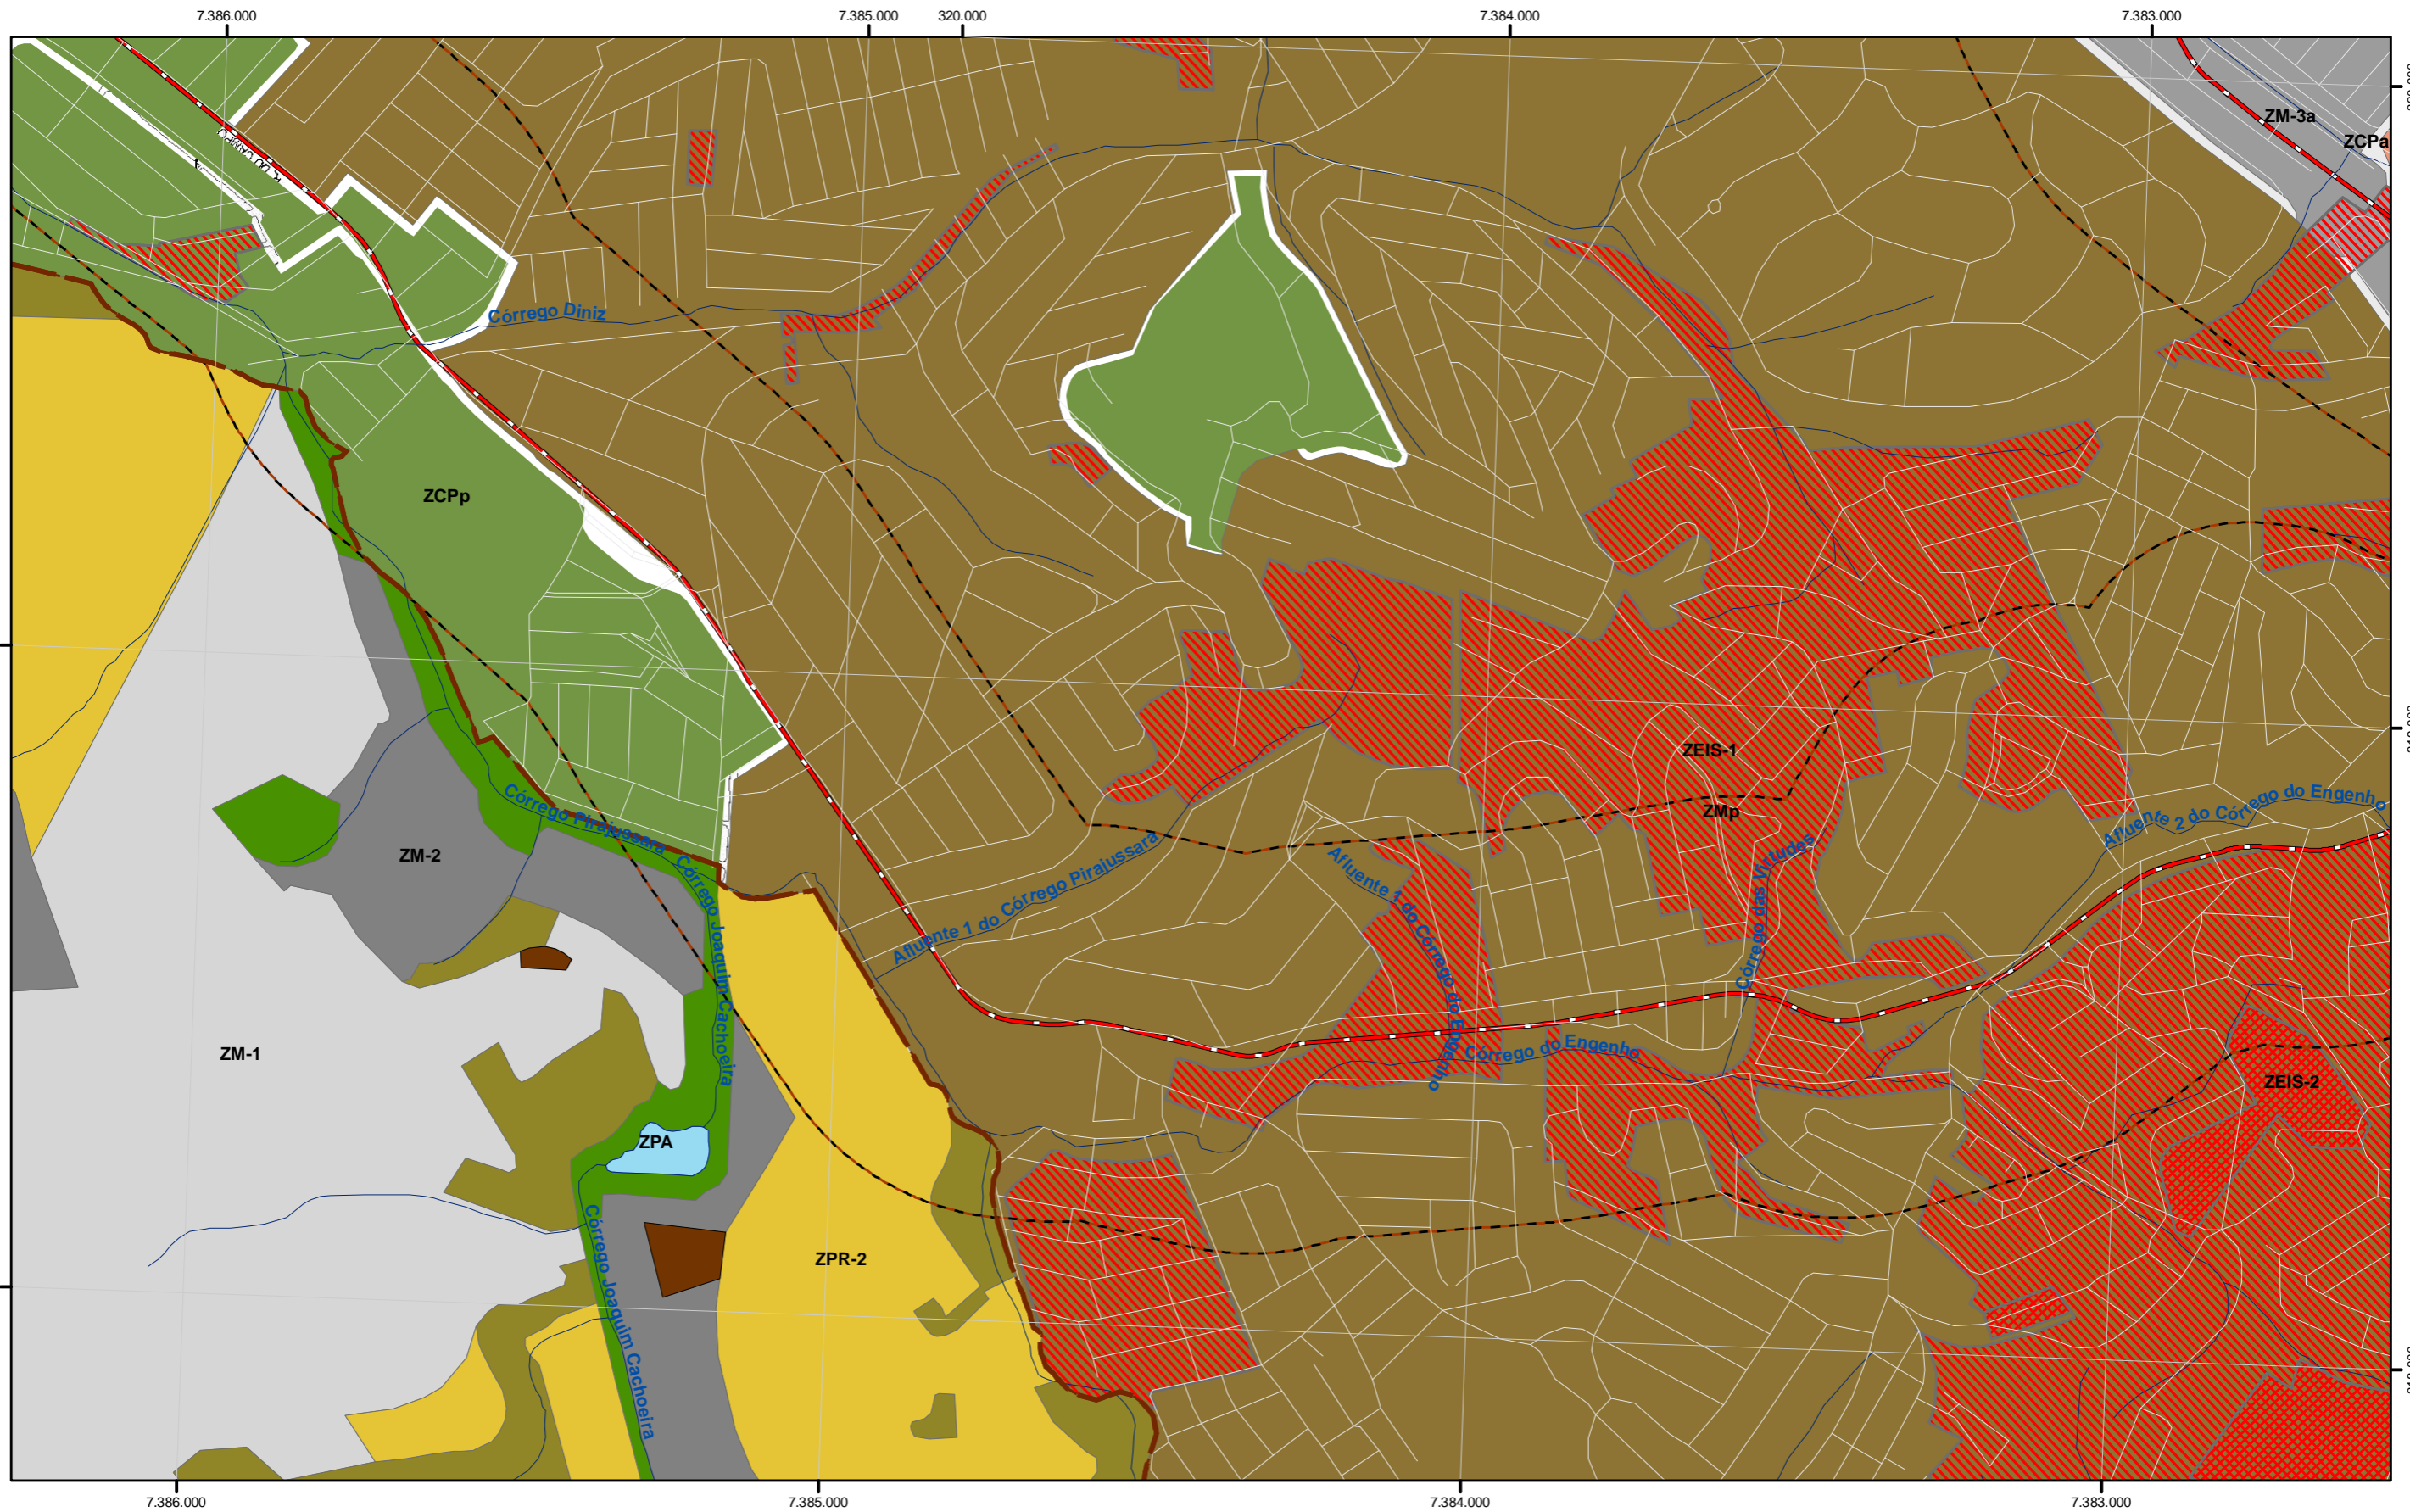 7.386.000
7.385.000
320.000
7.384.000
7.383.000
ZM-3a
ZCPa
R. DO CAMPO
Córrego Diniz
ZCPp
ZEIS-1
ZMp
Córrego Pirajussara
Córrego Joaquim Cachoeira
ZM-2
Afluente 1 do Córrego Pirajussara
Afluente 1 do Córrego do Engenho
Córrego das Virtudes
Afluente 2 do Córrego do Engenho
ZM-1
Córrego do Engenho
ZEIS-2
ZPA
ZPR-2
Córrego Joaquim Cachoeira
7.386.000
7.385.000
7.384.000
7.383.000